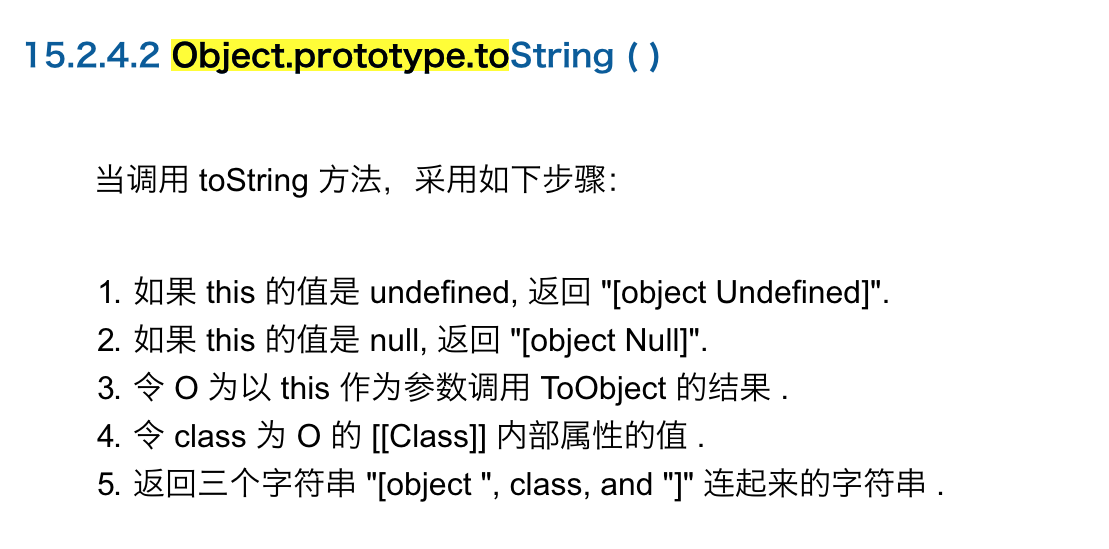 15.2.4.2 Object.prototype.toString ( )
当调用 toString 方法，采用如下步骤：
1. 如果 this 的值是 undefined, 返回 "[object Undefined]".
2. 如果 this 的值是 null, 返回 "[object Null]".
3. 令 O 为以 this 作为参数调用 ToObject 的结果 .
4. 令 class 为 O 的 [[Class]] 内部属性的值 .
5. 返回三个字符串 "[object ", class, and "]" 连起来的字符串 .